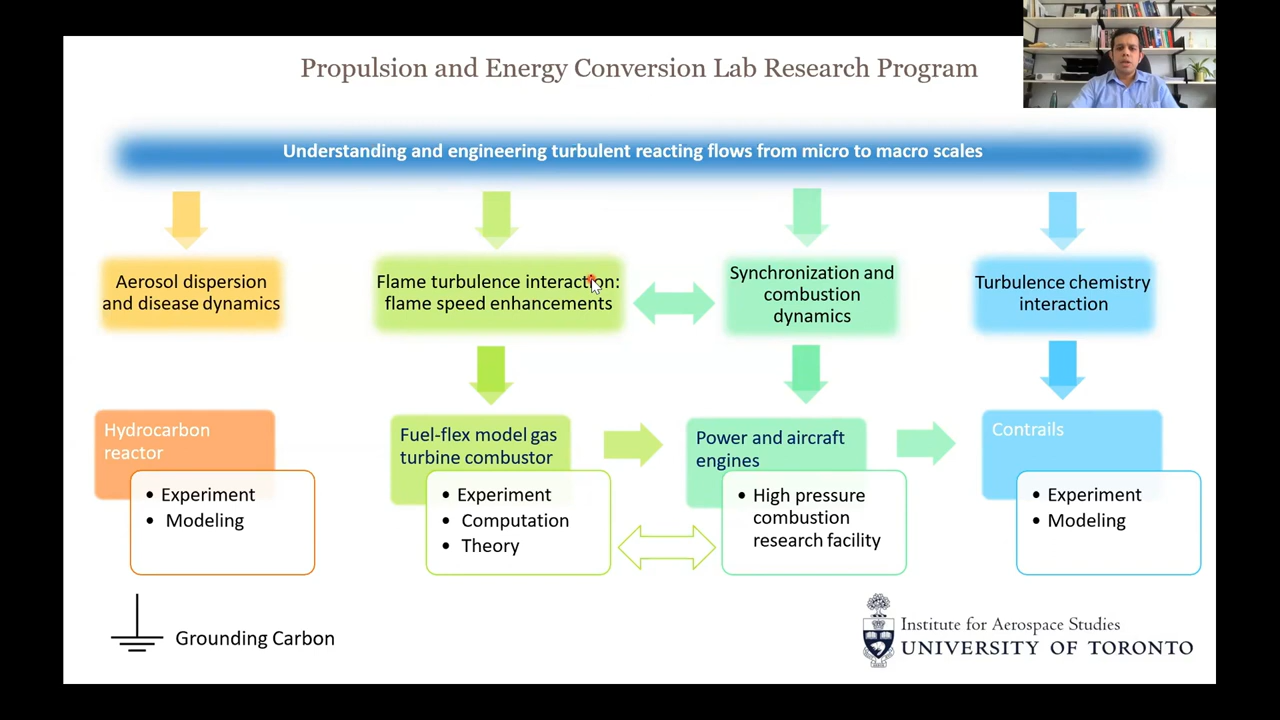 Propulsion and Energy Conversion Lab Research Program
Understanding and engineering turbulent reacting flows from micro to macro scales
Aerosol dispersion
and disease dynamics
Flame turbulence interaction:
flame speed enhancements
Synchronization and
combustion
dynamics
Turbulence chemistry
interaction
Hydrocarbon
reactor
• Experiment
• Modeling
Fuel-flex model gas
turbine combustor
• Experiment
• Computation
• Theory
Power and aircraft
engines
• High pressure
combustion
research facility
Contrails
• Experiment
• Modeling
Grounding Carbon
Institute for Aerospace Studies
UNIVERSITY OF TORONTO